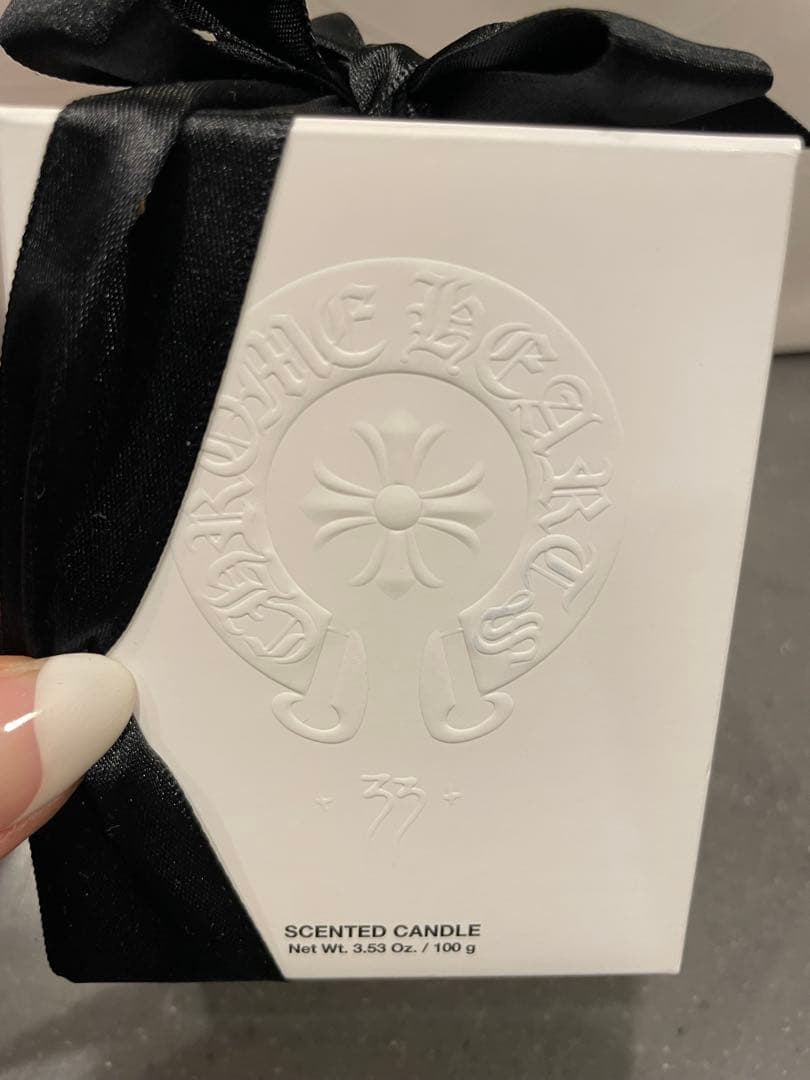 CHROME HEARTS
+ 33 +
SCENTED CANDLE
Net Wt. 3.53 Oz. / 100 g